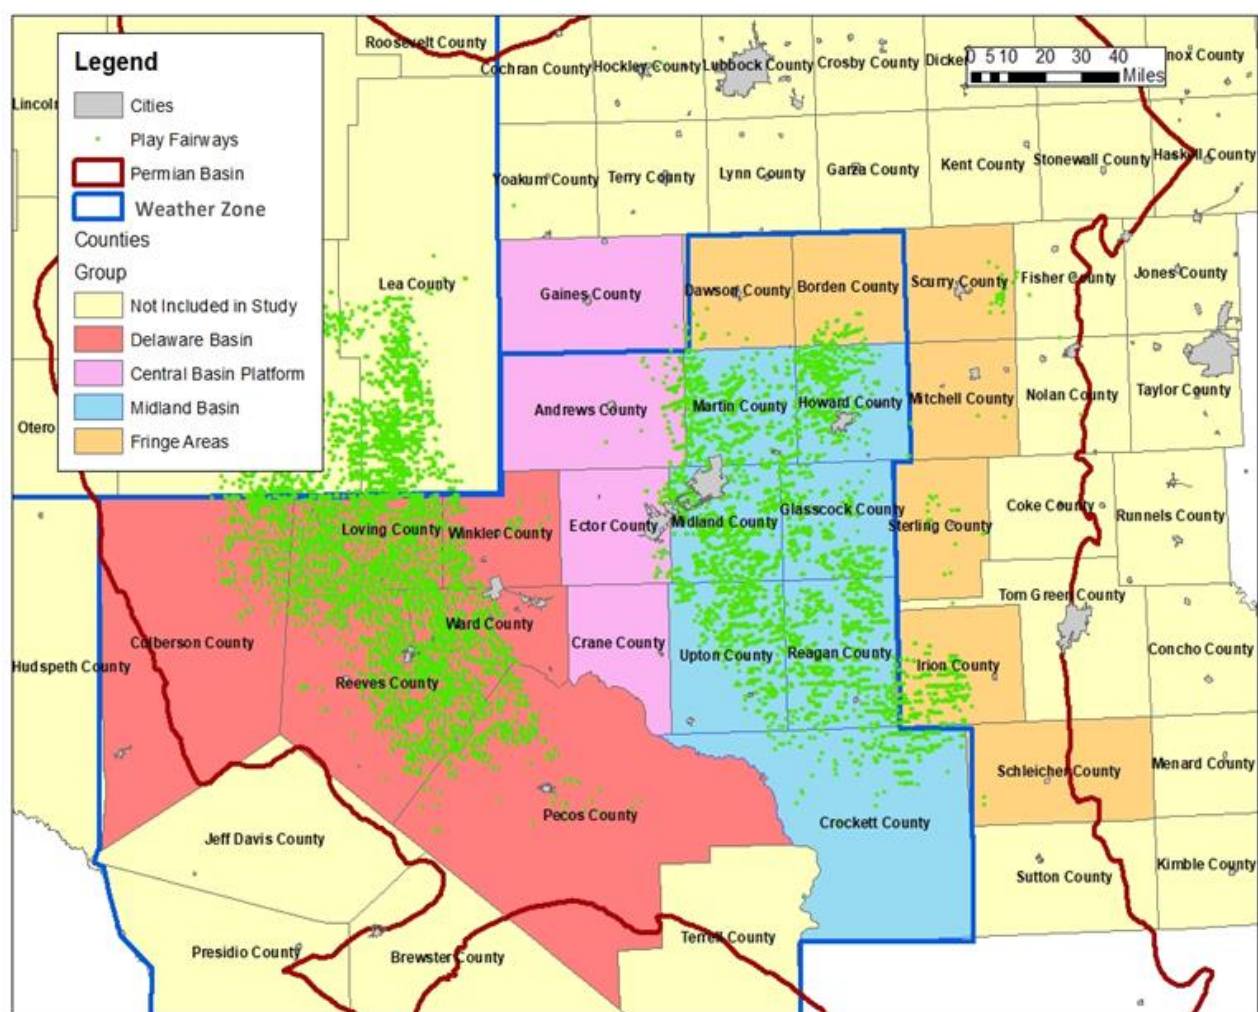 Legend
Cities
Play Fairways
Permian Basin
Weather Zone
Counties
Group
Not Included in Study
Delaware Basin
Central Basin Platform
Midland Basin
Fringe Areas
0 5 10 20 30 40
Miles
Roosevelt County
Cochran County
Hockley County
Lubbock County
Crosby County
Dicke
nox County
Lincoln
Yoakum County
Terry County
Lynn County
Garza County
Kent County
Stonewall County
Haskell County
Lea County
Gaines County
Dawson County
Borden County
Scurry County
Fisher County
Jones County
Otero
Andrews County
Martin County
Howard County
Mitchell County
Nolan County
Taylor County
Loving County
Winkler County
Ector County
Midland County
Glasscock County
Sterling County
Coke County
Runnels County
Tom Green County
Hudspeth County
Culberson County
Ward County
Reeves County
Crane County
Upton County
Reagan County
Irion County
Concho County
Jeff Davis County
Pecos County
Crockett County
Schleicher County
Menard County
Sutton County
Kimble County
Presidio County
Brewster County
Terrell County